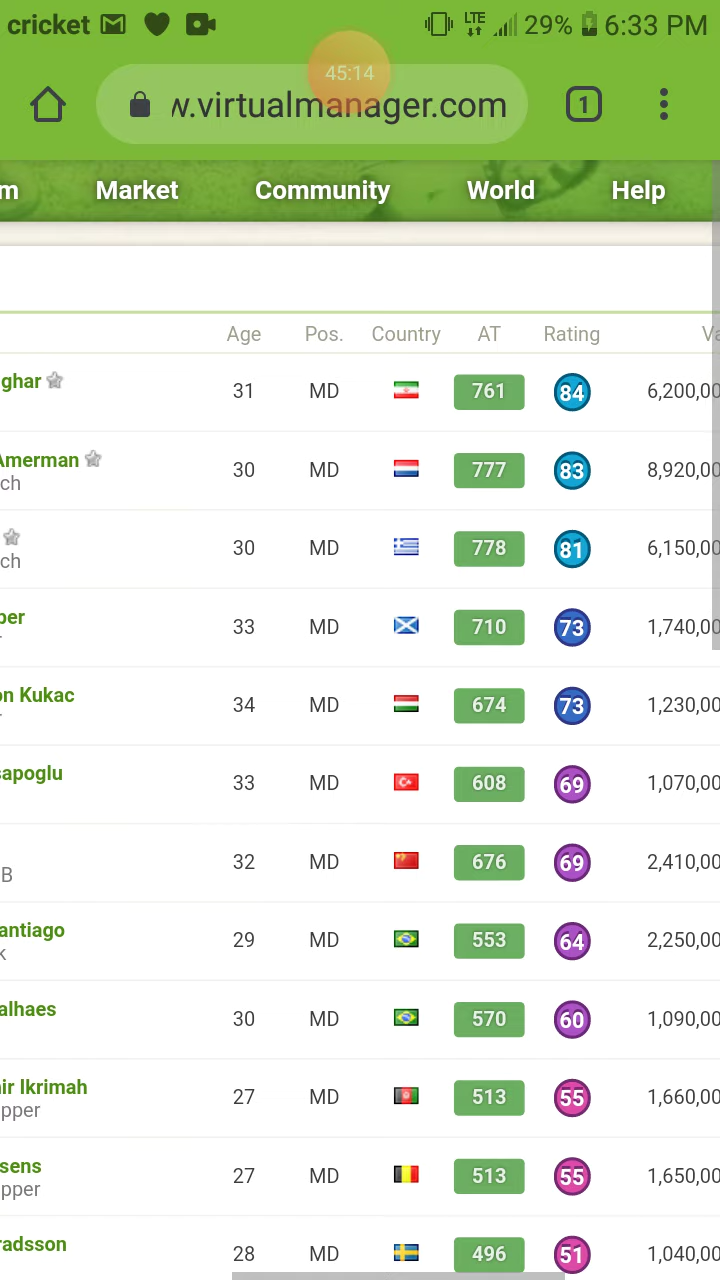 cricket LTE 29% 6:33 PM
45:14
w.virtualmanager.com 1
m Market Community World Help
Age Pos. Country AT Rating Va
ghar 31 MD 761 84 6,200,00
Amerman 30 MD 777 83 8,920,00
ch
30 MD 778 81 6,150,00
ch
per 33 MD 710 73 1,740,00
r
on Kukac 34 MD 674 73 1,230,00
r
sapoglu 33 MD 608 69 1,070,00
32 MD 676 69 2,410,00
B
antiago 29 MD 553 64 2,250,00
k
alhaes 30 MD 570 60 1,090,00
ir Ikrimah 27 MD 513 55 1,660,00
pper
sens 27 MD 513 55 1,650,00
pper
radsson 28 MD 496 51 1,040,00